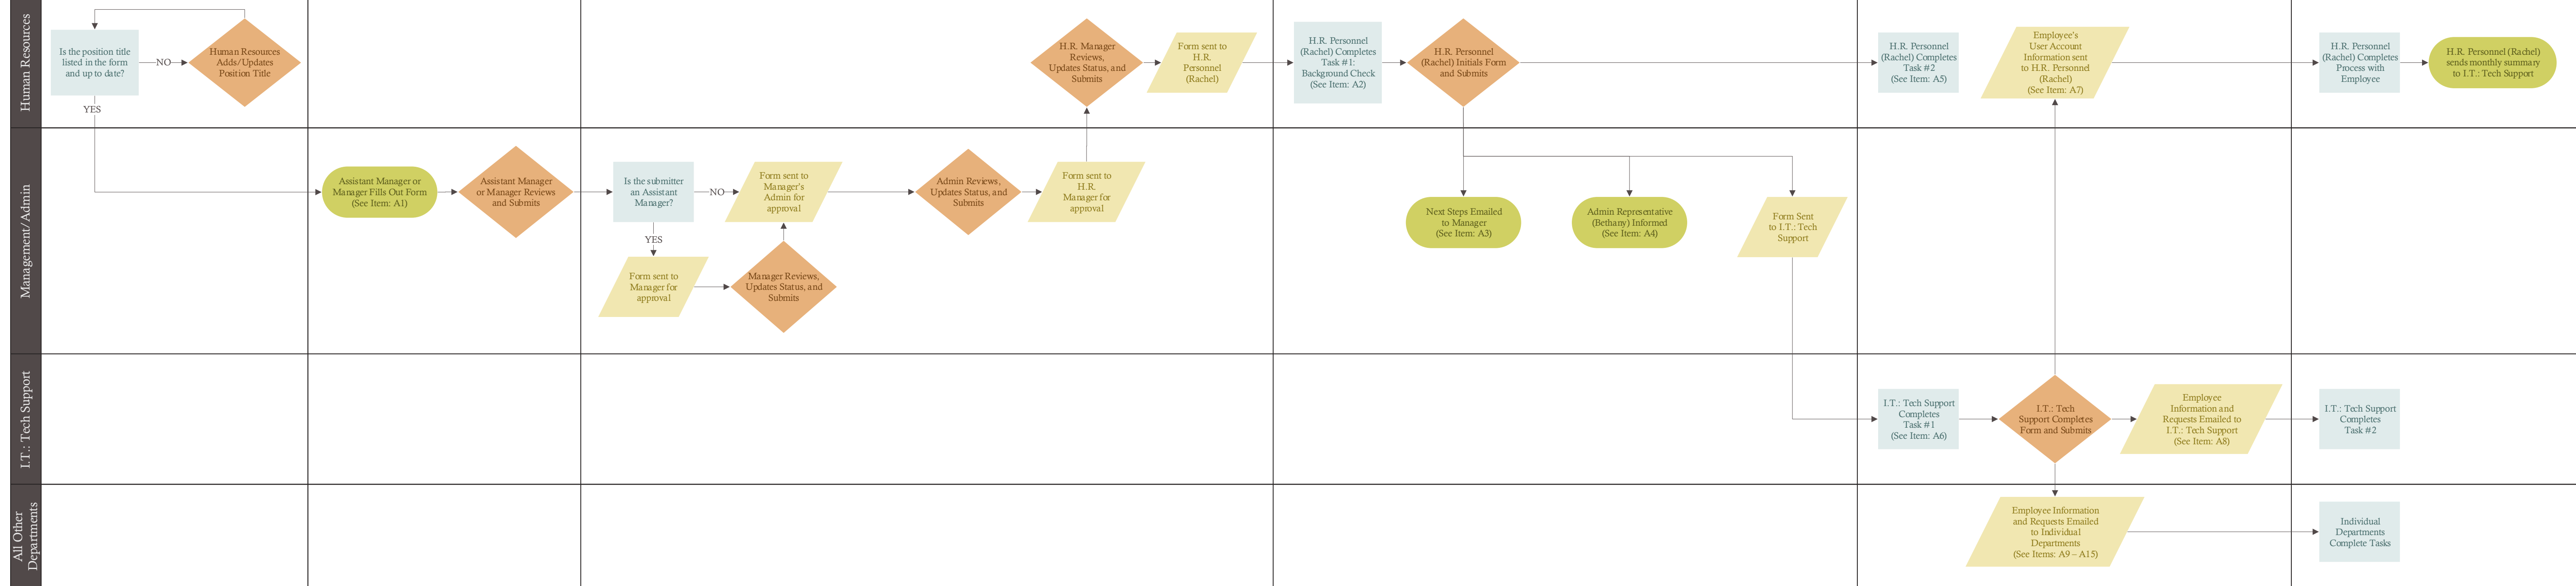 Human Resources
Is the position title
listed in the form
and up to date?
NO
Human Resources
Adds/Updates
Position Title
YES
H.R. Manager
Reviews,
Updates Status, and
Submits
Form sent to
H.R.
Personnel
(Rachel)
H.R. Personnel
(Rachel) Completes
Task #1:
Background Check
(See Item: A2)
H.R. Personnel
(Rachel) Initials Form
and Submits
H.R. Personnel
(Rachel) Completes
Task #2
(See Item: A5)
Employee's
User Account
Information sent
to H.R. Personnel
(Rachel)
(See Item: A7)
H.R. Personnel
(Rachel) Completes
Process with
Employee
H.R. Personnel (Rachel)
sends monthly summary
to I.T.: Tech Support
Management/Admin
Assistant Manager or
Manager Fills Out Form
(See Item: A1)
Assistant Manager
or Manager Reviews
and Submits
Is the submitter
an Assistant
Manager?
NO
Form sent to
Manager's
Admin for
approval
YES
Form sent to
Manager for
approval
Manager Reviews,
Updates Status, and
Submits
Admin Reviews,
Updates Status, and
Submits
Form sent to
H.R.
Manager for
approval
Next Steps Emailed
to Manager
(See Item: A3)
Admin Representative
(Bethany) Informed
(See Item: A4)
Form Sent
to I.T.: Tech
Support
I.T.: Tech Support
I.T.: Tech Support
Completes
Task #1
(See Item: A6)
I.T.: Tech
Support Completes
Form and Submits
Employee
Information and
Requests Emailed to
I.T.: Tech Support
(See Item: A8)
I.T.: Tech Support
Completes
Task #2
All Other
Departments
Employee Information
and Requests Emailed
to Individual
Departments
(See Items: A9 – A15)
Individual
Departments
Complete Tasks